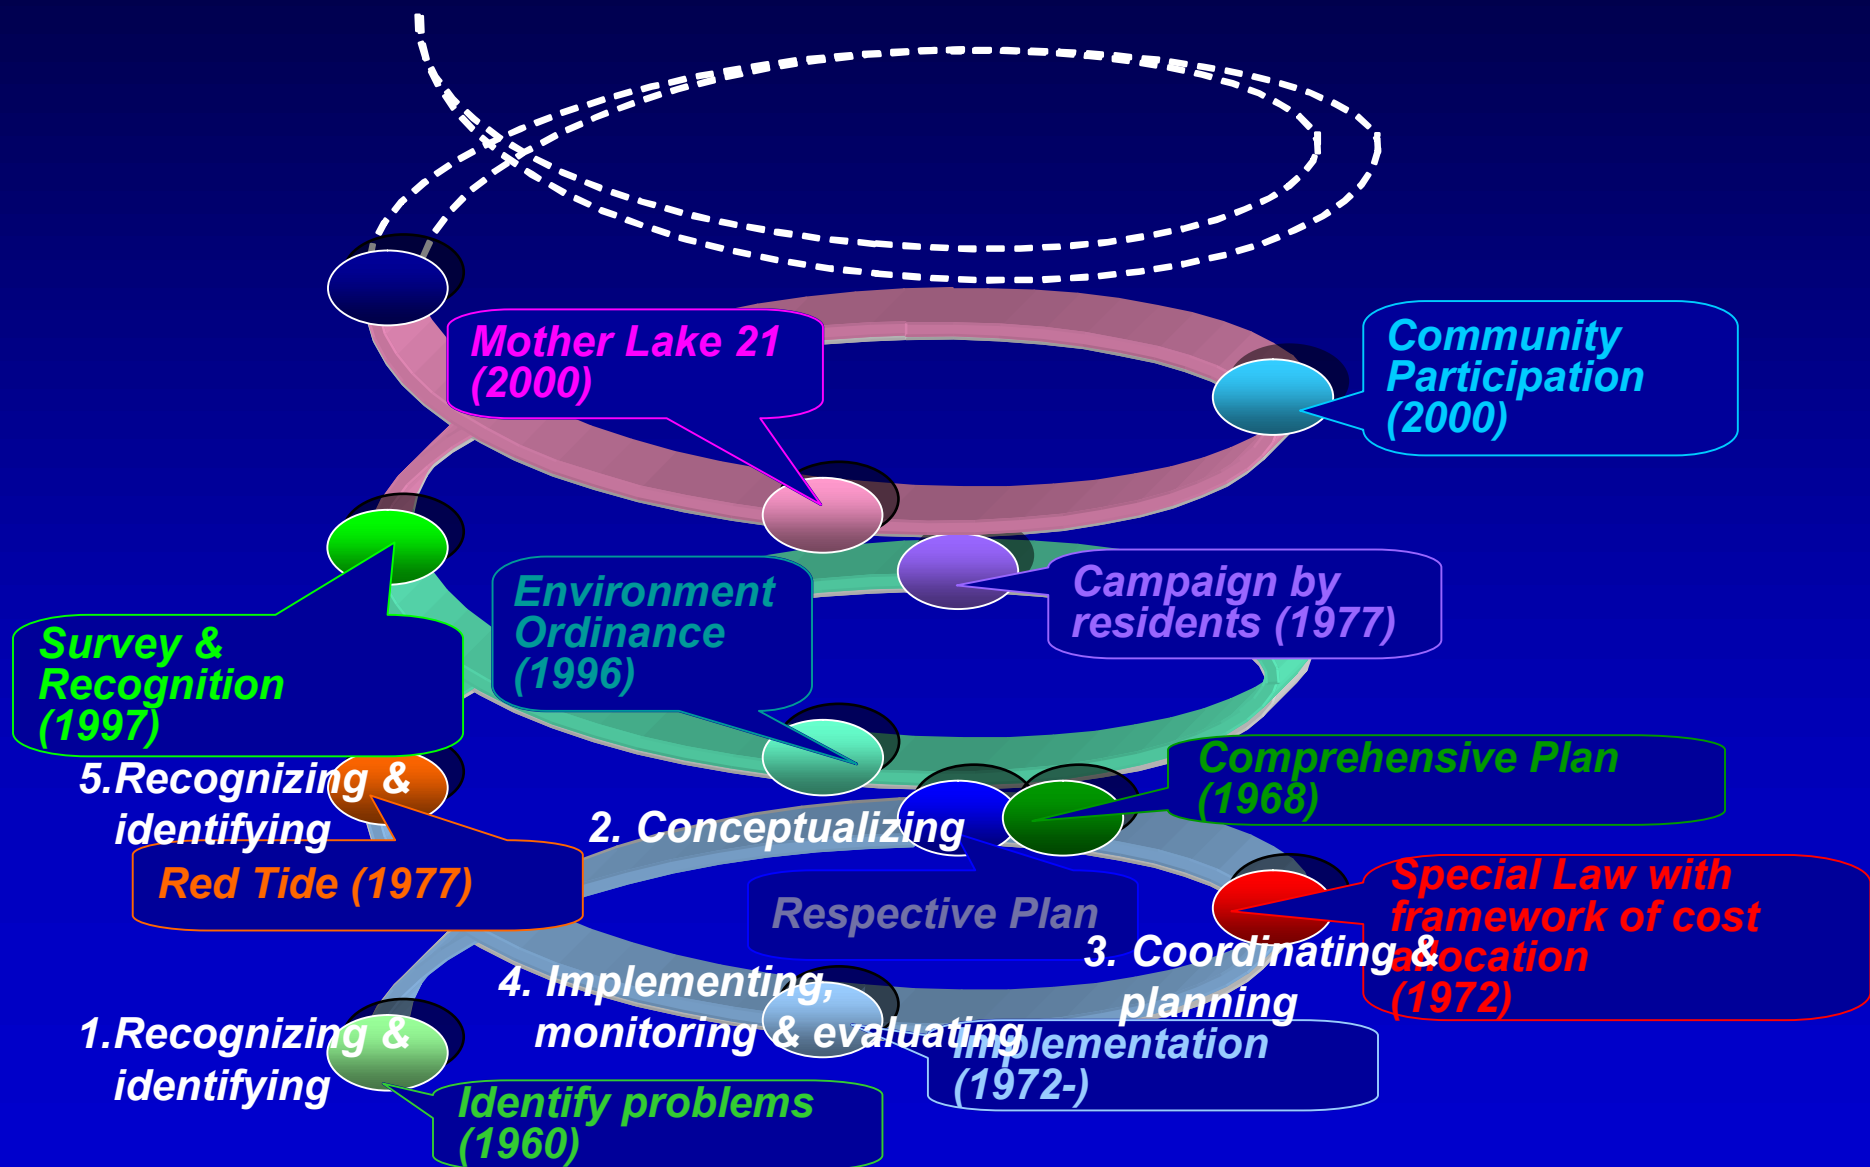 Mother Lake 21
(2000)
Community
Participation
(2000)
Environment
Ordinance
(1996)
Campaign by
residents (1977)
Survey &
Recognition
(1997)
5.Recognizing &
identifying
Red Tide (1977)
2. Conceptualizing
Comprehensive Plan
(1968)
Respective Plan
Special Law with
framework of cost
allocation
(1972)
3. Coordinating &
planning
4. Implementing,
monitoring & evaluating
Implementation
(1972-)
1.Recognizing &
identifying
Identify problems
(1960)